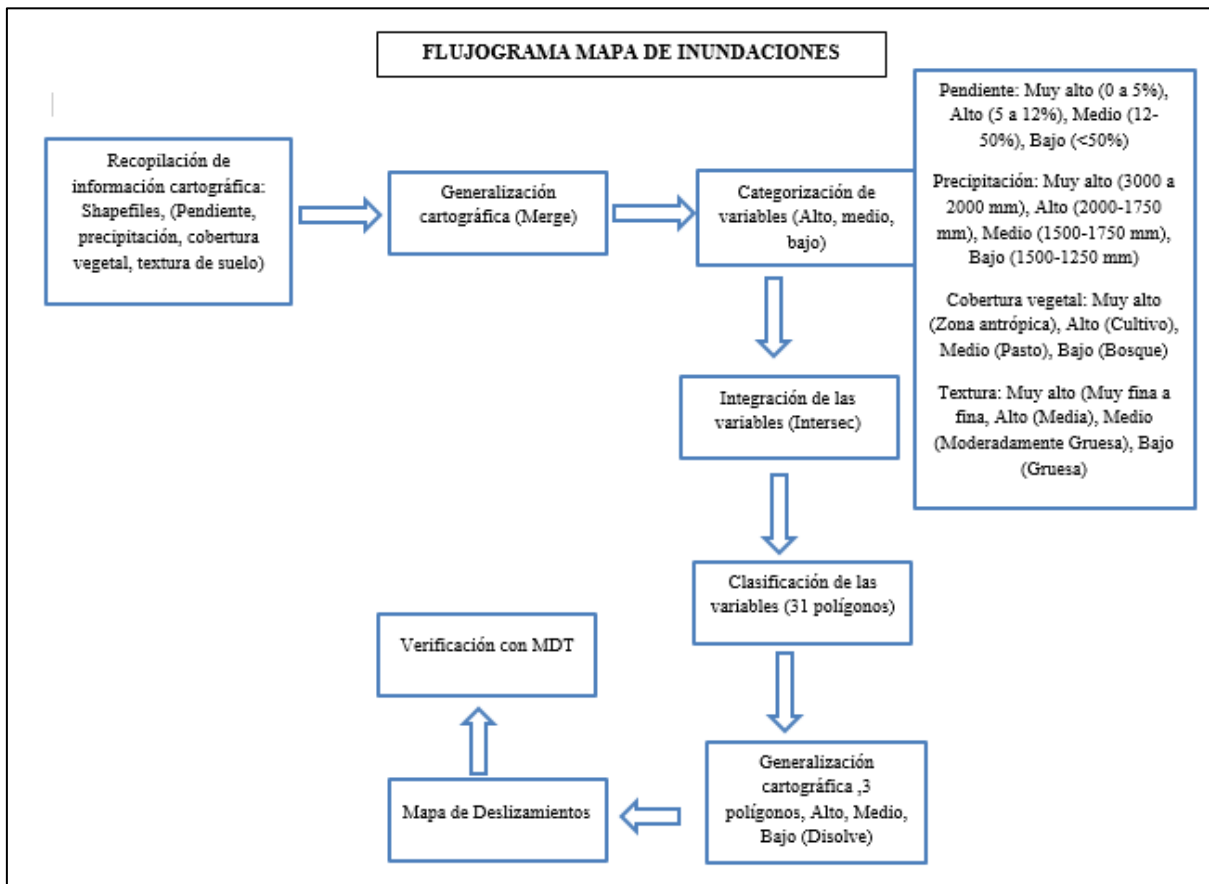 FLUJOGRAMA MAPA DE INUNDACIONES
Recopilación de
información cartográfica:
Shapefiles, (Pendiente,
precipitación, cobertura
vegetal, textura de suelo)
Generalización
cartográfica (Merge)
Categorización de
variables (Alto, medio,
bajo)
Pendiente: Muy alto (0 a 5%),
Alto (5 a 12%), Medio (12-
50%), Bajo (<50%)
Precipitación: Muy alto (3000 a
2000 mm), Alto (2000-1750
mm), Medio (1500-1750 mm),
Bajo (1500-1250 mm)
Cobertura vegetal: Muy alto
(Zona antrópica), Alto (Cultivo),
Medio (Pasto), Bajo (Bosque)
Textura: Muy alto (Muy fina a
fina, Alto (Media), Medio
(Moderadamente Gruesa), Bajo
(Gruesa)
Integración de las
variables (Intersec)
Clasificación de las
variables (31 polígonos)
Generalización
cartográfica ,3
polígonos, Alto, Medio,
Bajo (Disolve)
Mapa de Deslizamientos
Verificación con MDT